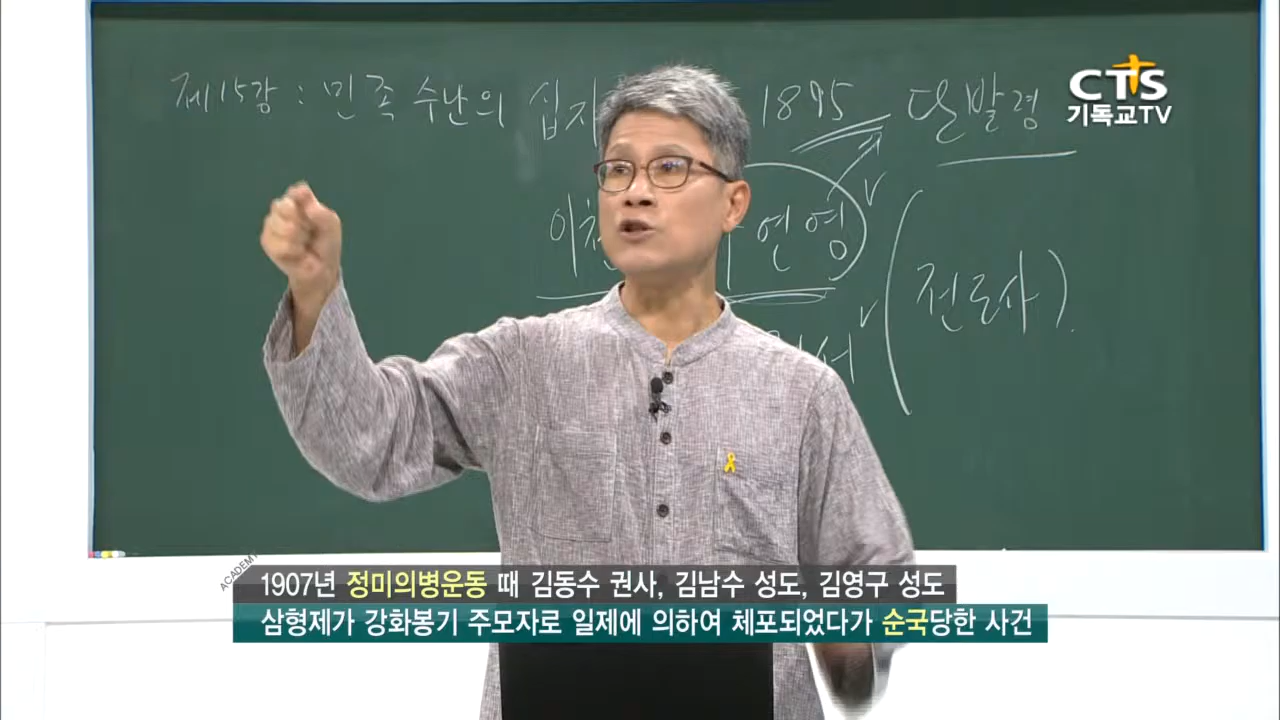 제15강 : 민족 수난의 십자 1895 단발령
CTS
기독교TV
이천 연영
(전도사).
서
ACADEMY
1907년 정미의병운동 때 김동수 권사, 김남수 성도, 김영구 성도
삼형제가 강화봉기 주모자로 일제에 의하여 체포되었다가 순국당한 사건